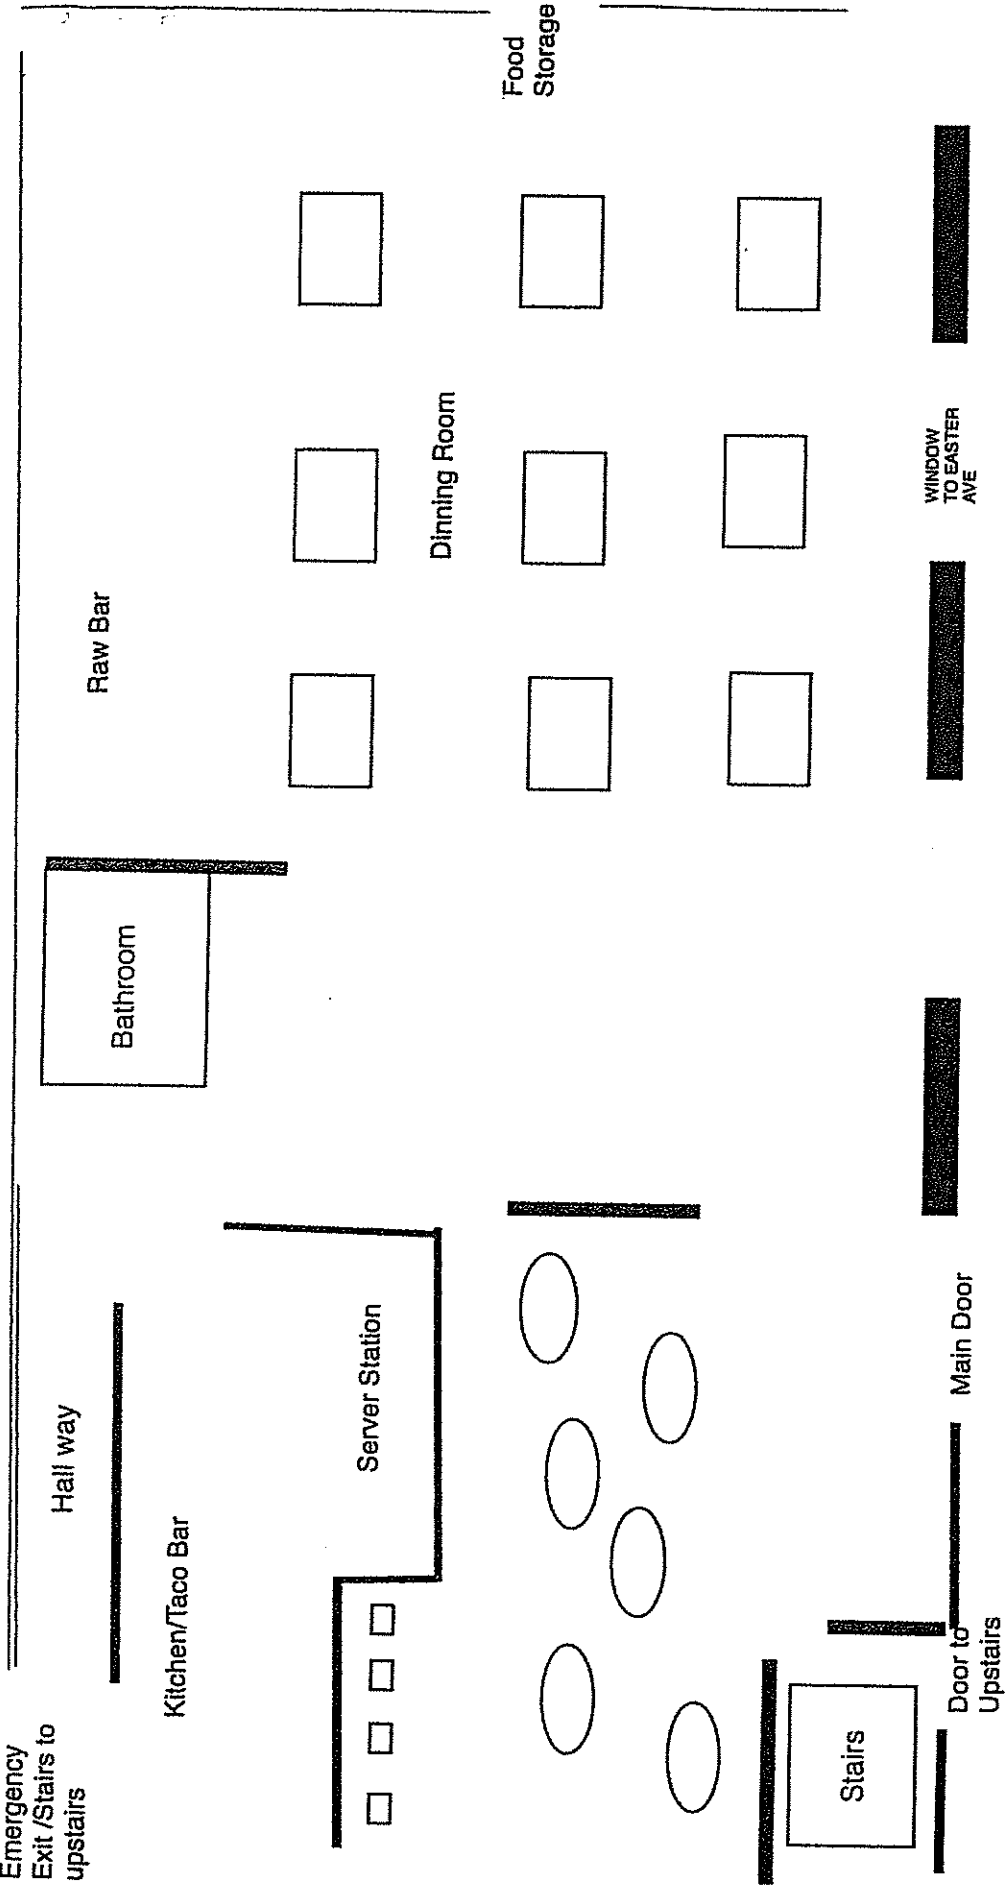 Emergency
Exit /Stairs to
upstairs
Hall way
Kitchen/Taco Bar
Bathroom
Raw Bar
Server Station
Dinning Room
Food
Storage
Stairs
Door to
Upstairs
Main Door
WINDOW
TO EASTER
AVE